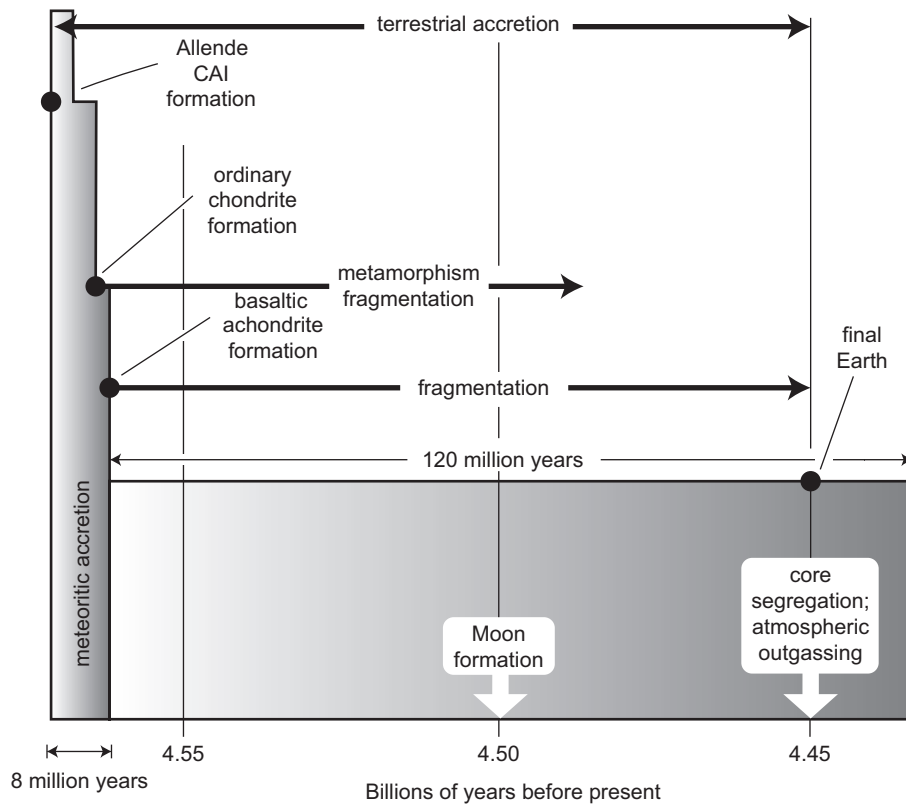 terrestrial accretion
Allende
CAI
formation
ordinary
chondrite
formation
metamorphism
fragmentation
basaltic
achondrite
formation
final
Earth
fragmentation
120 million years
meteoritic accretion
core
segregation;
atmospheric
outgassing
Moon
formation
4.55
4.50
4.45
8 million years
Billions of years before present